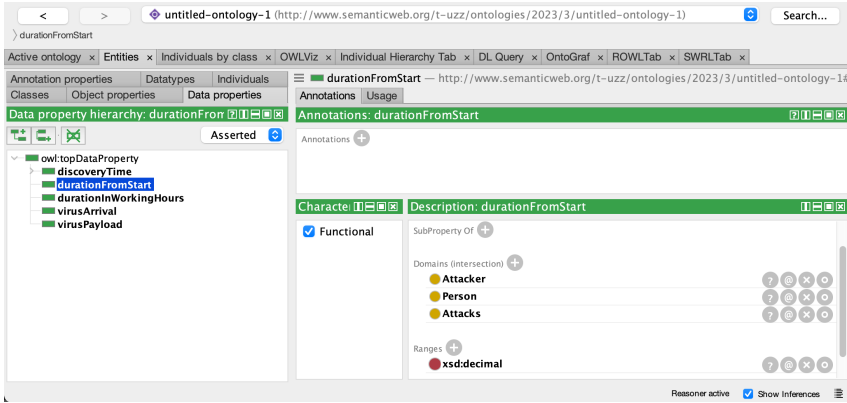 < > untitled-ontology-1 (http://www.semanticweb.org/t-uzz/ontologies/2023/3/untitled-ontology-1) Search...
durationFromStart
Active ontology × Entities × Individuals by class × OWLViz × Individual Hierarchy Tab × DL Query × OntoGraf × ROWLTab × SWRLTab ×
Annotation properties Datatypes Individuals
Classes Object properties Data properties
Data property hierarchy: durationFron
Asserted
owl:topDataProperty
discoveryTime
durationFromStart
durationInWorkingHours
virusArrival
virusPayload
durationFromStart — http://www.semanticweb.org/t-uzz/ontologies/2023/3/untitled-ontology-1#
Annotations Usage
Annotations: durationFromStart
Annotations
Character
Functional
Description: durationFromStart
SubProperty Of
Domains (intersection)
Attacker
Person
Attacks
Ranges
xsd:decimal
Reasoner active Show Inferences